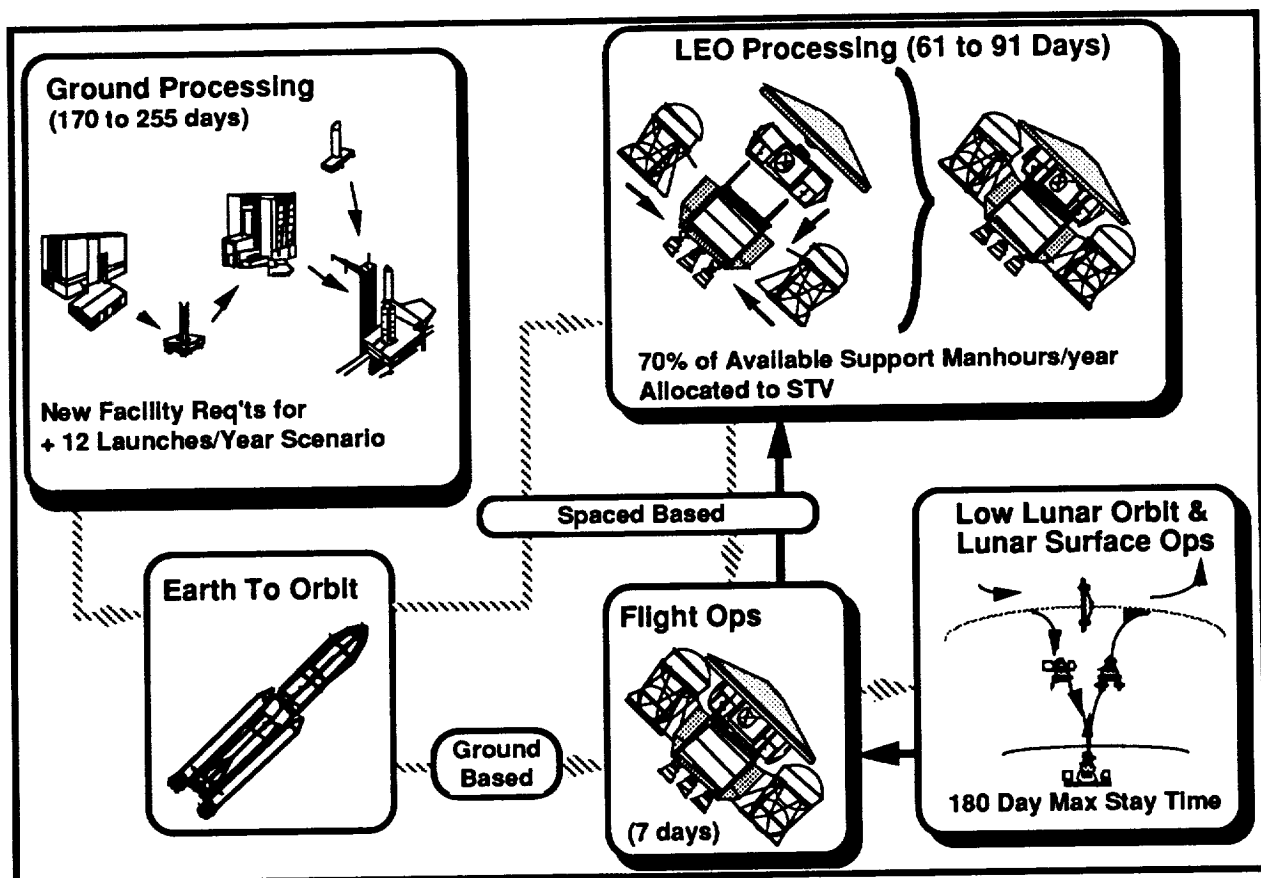 Ground Processing
(170 to 255 days)
New Facility Req'ts for
+ 12 Launches/Year Scenario
LEO Processing (61 to 91 Days)
70% of Available Support Manhours/year
Allocated to STV
Spaced Based
Earth To Orbit
Ground
Based
Flight Ops
(7 days)
Low Lunar Orbit &
Lunar Surface Ops
180 Day Max Stay Time